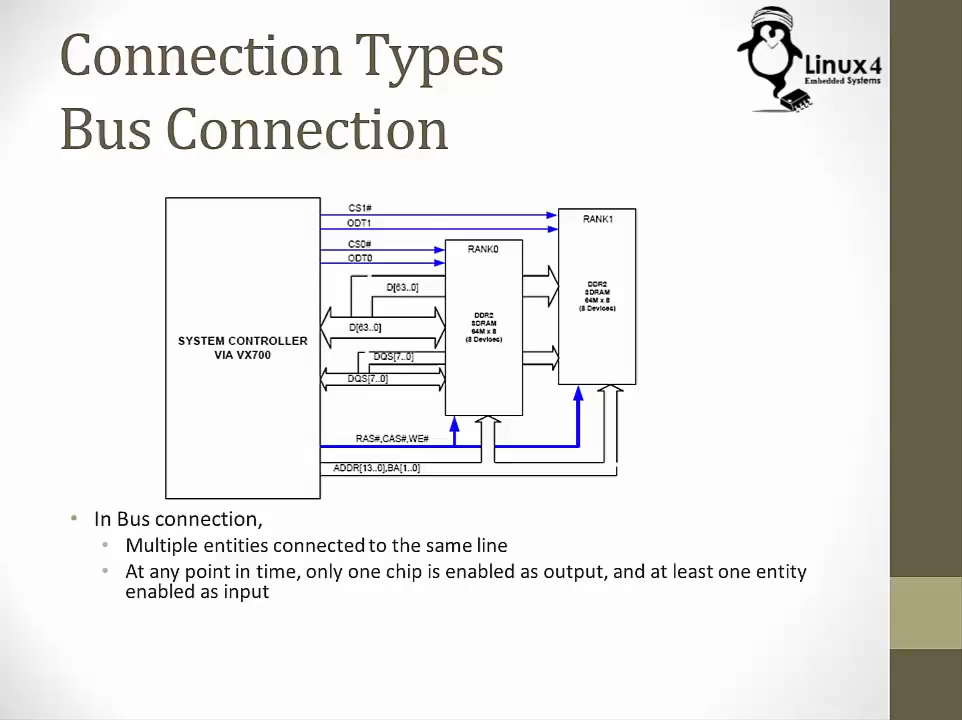 Connection Types
Bus Connection
Linux 4
Embedded Systems
CS1#
ODT1
CS0#
ODT0
RANK1
RANK0
D[63..0]
D[63..0]
DDR2
SDRAM
64M x 8
(8 Devices)
DDR2
SDRAM
64M x 8
(8 Devices)
SYSTEM CONTROLLER
VIA VX700
DQS[7..0]
DQS[7..0]
RAS#,CAS#,WE#
ADDR[13..0],BA[1..0]
• In Bus connection,
• Multiple entities connected to the same line
• At any point in time, only one chip is enabled as output, and at least one entity
enabled as input